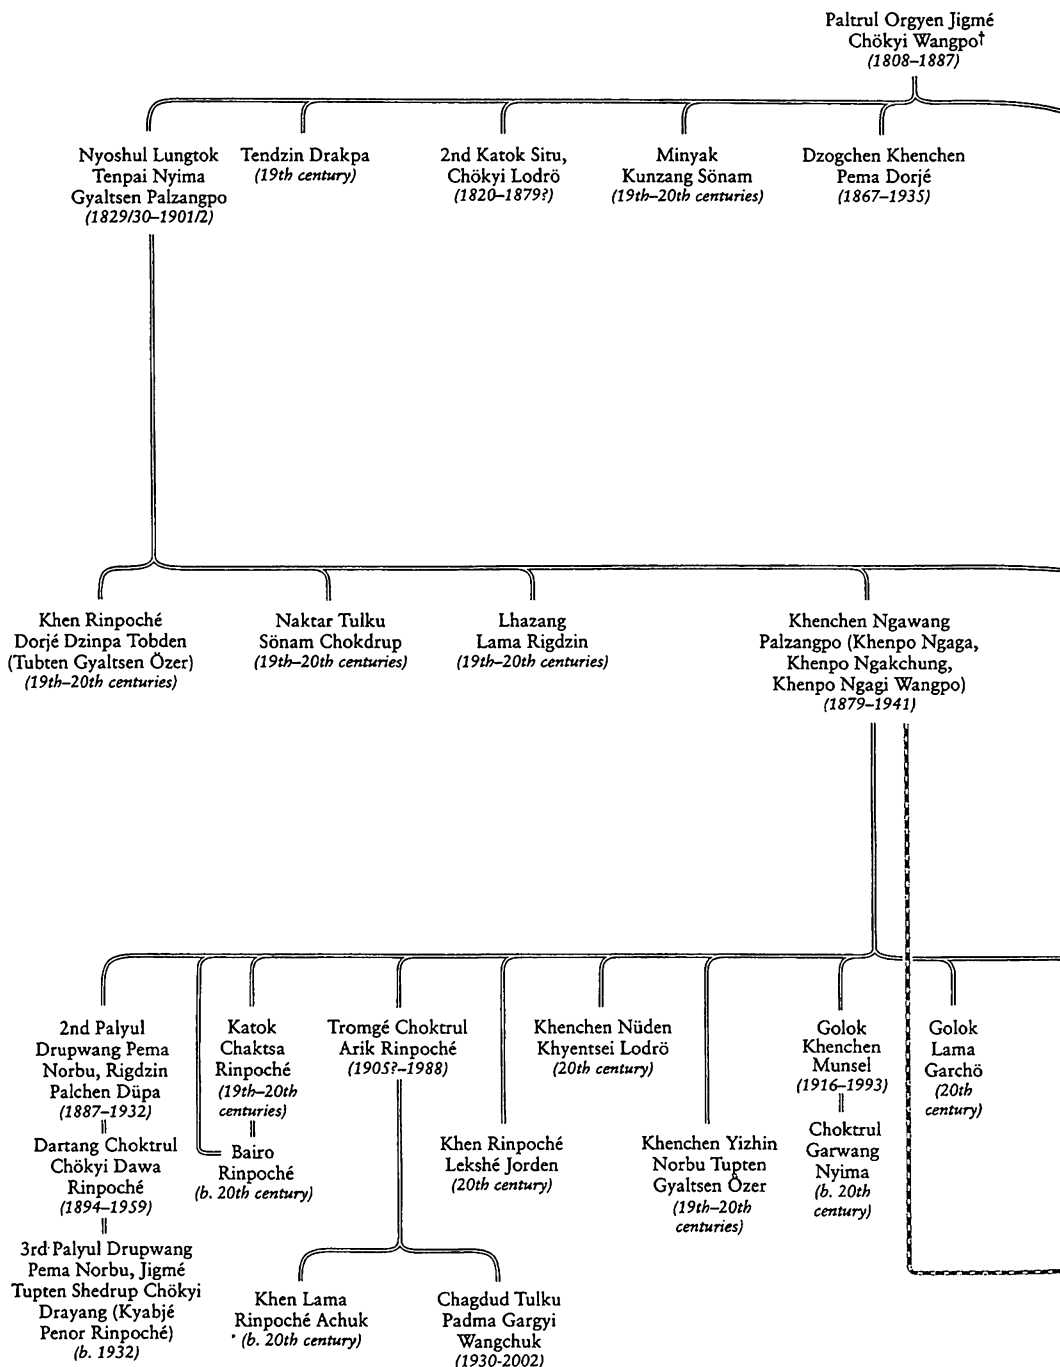 Paltrul Orgyen Jigmé
Chökyi Wangpo†
(1808–1887)
Nyoshul Lungtok
Tenpai Nyima
Gyaltsen Palzangpo
(1829/30–1901/2)
Tendzin Drakpa
(19th century)
2nd Katok Situ,
Chökyi Lodrö
(1820–1879?)
Minyak
Kunzang Sönam
(19th–20th centuries)
Dzogchen Khenchen
Pema Dorjé
(1867–1935)
Khen Rinpoché
Dorjé Dzinpa Tobden
(Tubten Gyaltsen Özer)
(19th–20th centuries)
Naktar Tulku
Sönam Chokdrup
(19th–20th centuries)
Lhazang
Lama Rigdzin
(19th–20th centuries)
Khenchen Ngawang
Palzangpo (Khenpo Ngaga,
Khenpo Ngakchung,
Khenpo Ngagi Wangpo)
(1879–1941)
2nd Palyul
Drupwang Pema
Norbu, Rigdzin
Palchen Düpa
(1887–1932)
Dartang Choktrul
Chökyi Dawa
Rinpoché
(1894–1959)
3rd Palyul Drupwang
Pema Norbu, Jigmé
Tupten Shedrup Chökyi
Drayang (Kyabjé
Penor Rinpoché)
(b. 1932)
Katok
Chaktsa
Rinpoché
(19th–20th
centuries)
Bairo
Rinpoché
(b. 20th century)
Tromgé Choktrul
Arik Rinpoché
(1905?–1988)
Khen Lama
Rinpoché Achuk
(b. 20th century)
Chagdud Tulku
Padma Gargyi
Wangchuk
(1930-2002)
Khen Rinpoché
Lekshé Jorden
(20th century)
Khenchen Nüden
Khyentsei Lodrö
(20th century)
Khenchen Yizhin
Norbu Tupten
Gyaltsen Özer
(19th–20th
centuries)
Golok
Khenchen
Munsel
(1916–1993)
Choktrul
Garwang
Nyima
(b. 20th
century)
Golok
Lama
Garchö
(20th
century)